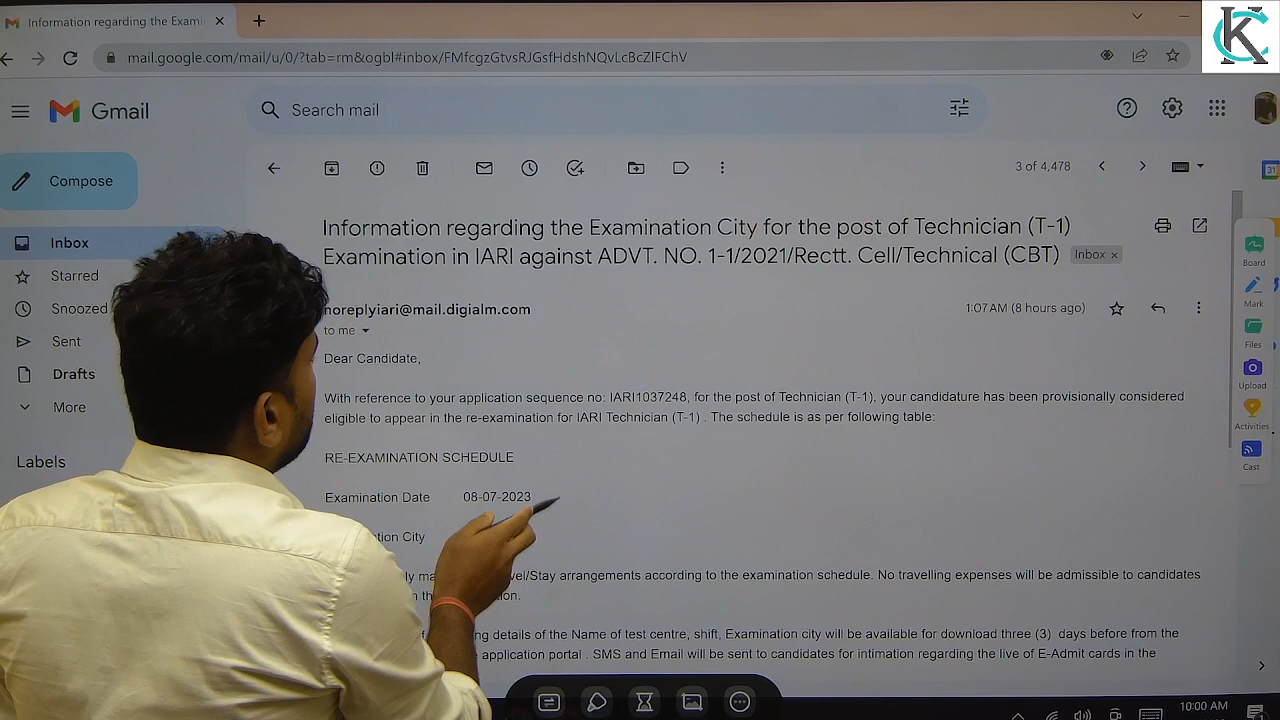 Information regarding the Exami
mail.google.com/mail/u/0/?tab=rm&ogbl#inbox/FMfcgzGtvsRJGsfHdshNQvLcBcZlFChV
KC
Gmail
Search mail
Compose
3 of 4,478
31
Inbox
Starred
Snoozed
Sent
Drafts
More
Labels
Information regarding the Examination City for the post of Technician (T-1)
Examination in IARI against ADVT. NO. 1-1/2021/Rectt. Cell/Technical (CBT) Inbox ×
noreplyiari@mail.digialm.com
1:07 AM (8 hours ago)
to me
Dear Candidate,
With reference to your application sequence no: IARI1037248, for the post of Technician (T-1), your candidature has been provisionally considered
eligible to appear in the re-examination for IARI Technician (T-1) . The schedule is as per following table:
RE-EXAMINATION SCHEDULE
Examination Date 08-07-2023
City
/Stay arrangements according to the examination schedule. No travelling expenses will be admissible to candidates
details of the Name of test centre, shift, Examination city will be available for download three (3) days before from the
application portal . SMS and Email will be sent to candidates for intimation regarding the live of E-Admit cards in the
Board
Mark
Files
Upload
Activities
Cast
10:00 AM